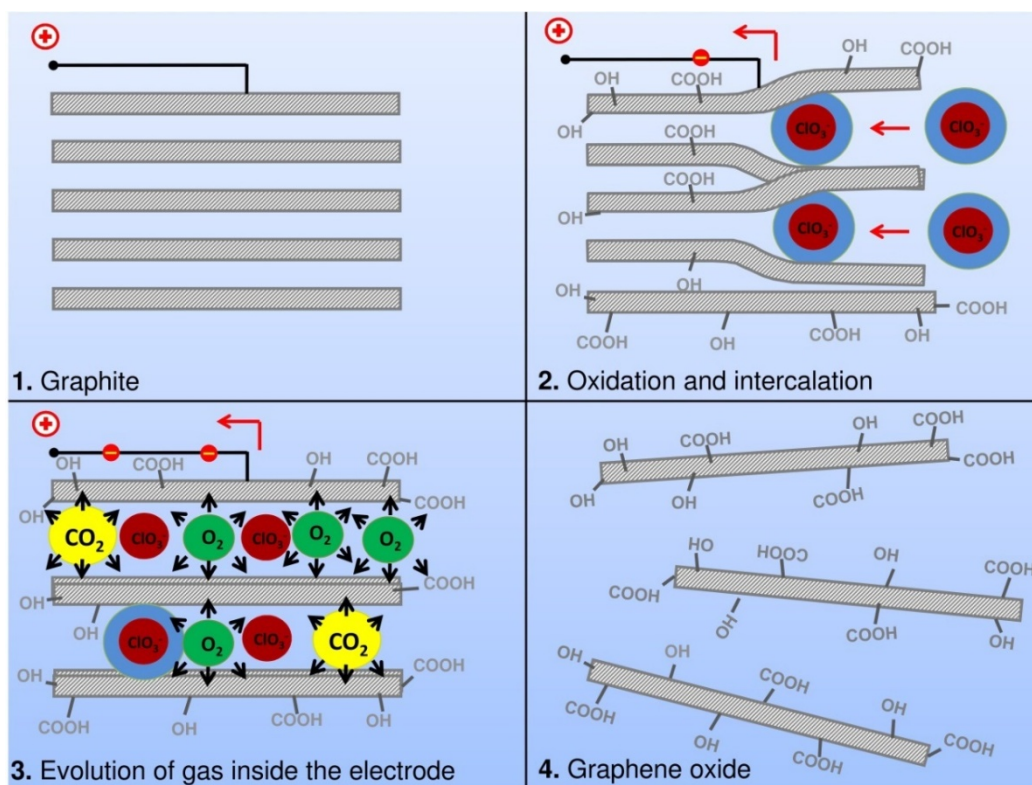 1. Graphite
OH
COOH
OH
COOH
OH
ClO₃⁻
ClO₃⁻
COOH
COOH
OH
ClO₃⁻
ClO₃⁻
OH
OH
COOH
COOH
OH
COOH
OH
2. Oxidation and intercalation
OH
COOH
OH
COOH
OH
COOH
CO₂
ClO₃⁻
O₂
ClO₃⁻
O₂
O₂
COOH
OH
OH
ClO₃⁻
O₂
ClO₃⁻
CO₂
COOH
COOH
OH
COOH
OH
3. Evolution of gas inside the electrode
OH
COOH
OH
COOH
COOH
OH
OH
COOH
HO
COOH
OH
COOH
COOH
HO
COOH
OH
OH
OH
COOH
COOH
OH
OH
COOH
COOH
4. Graphene oxide